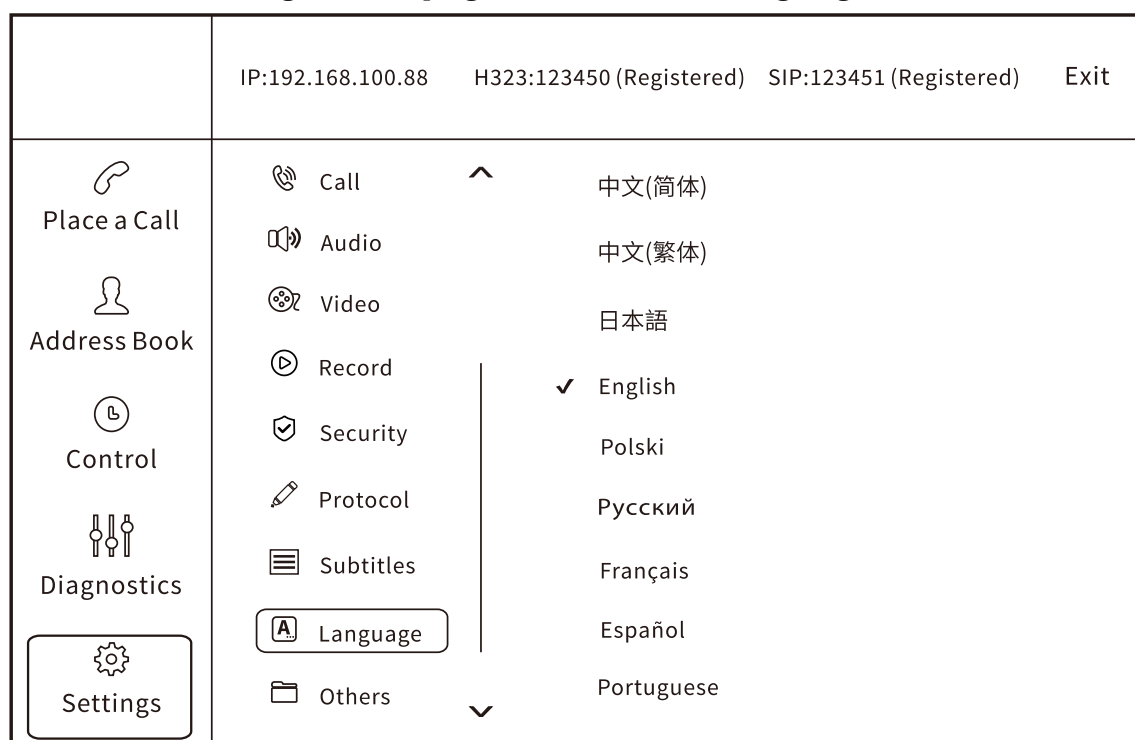 IP:192.168.100.88 H323:123450 (Registered) SIP:123451 (Registered) Exit
Place a Call
Address Book
Control
Diagnostics
Settings
Call
Audio
Video
Record
Security
Protocol
Subtitles
A Language
Others
中文(简体)
中文(繁体)
日本語
English
Polski
Русский
Français
Español
Portuguese